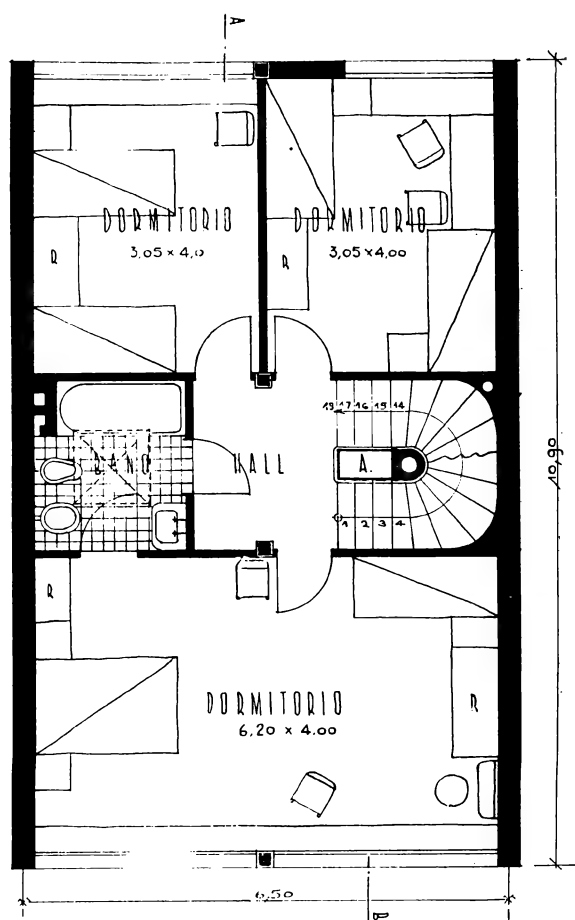 A
DORMITORIO
3,05 x 4,0
DORMITORIO
3,05 x 4,00
R
R
18 17 16 15 14
BAÑO
HALL
A.
1 2 3 4
10,90
R
DORMITORIO
6,20 x 4.00
R
6,50
B